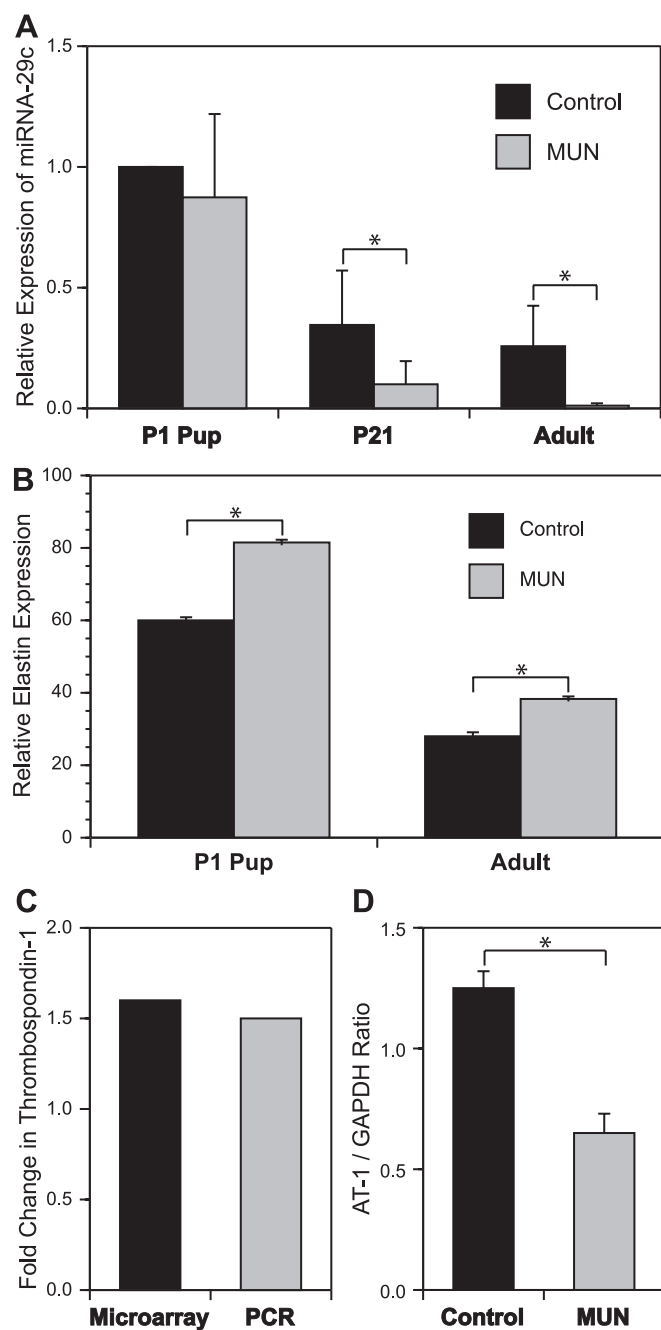 A
Relative Expression of miRNA-29c
1.5
1.0
0.5
0.0
Control
MUN
*
*
P1 Pup
P21
Adult
B
Relative Elastin Expression
100
80
60
40
20
0
Control
MUN
*
*
P1 Pup
Adult
C
Fold Change in Thrombospondin-1
2.0
1.5
1.0
0.5
0.0
Microarray
PCR
D
AT-1 / GAPDH Ratio
1.5
1.0
0.5
0.0
*
Control
MUN